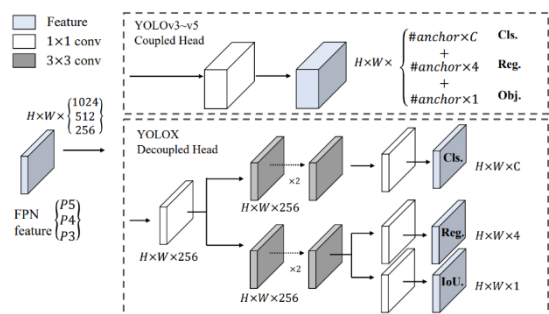 Feature
1×1 conv
3×3 conv
H×W×{1024
512
256}
FPN
feature
{P5
P4
P3}
YOLOv3~v5
Coupled Head
H×W×
{#anchor×C Cls.
+
#anchor×4 Reg.
+
#anchor×1 Obj.
YOLOX
Decoupled Head
H×W×256
H×W×256
×2
Cls.
H×W×C
H×W×256
×2
Reg.
H×W×4
IoU.
H×W×1